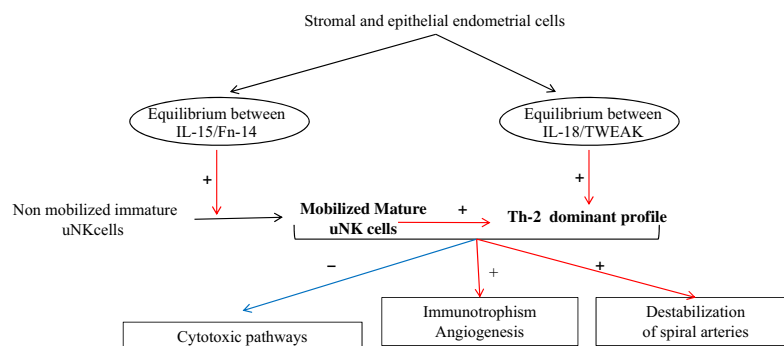 Stromal and epithelial endometrial cells
Equilibrium between
IL-15/Fn-14
Equilibrium between
IL-18/TWEAK
+
+
Non mobilized immature
uNKcells
Mobilized Mature
uNK cells
+
Th-2 dominant profile
−
+
+
Cytotoxic pathways
Immunotrophism
Angiogenesis
Destabilization
of spiral arteries